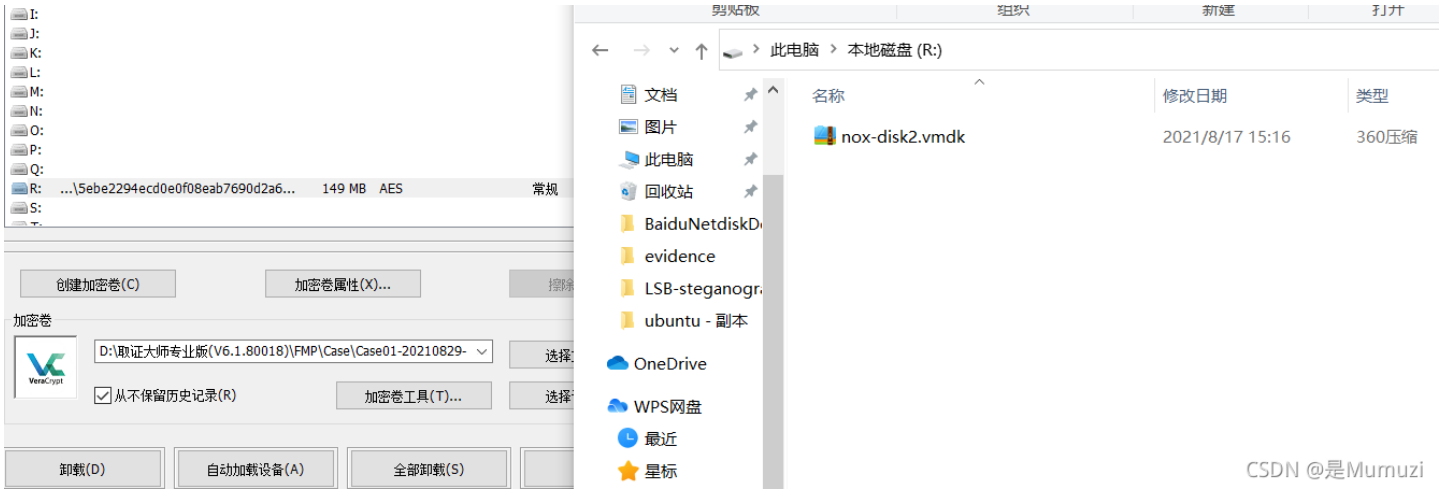 I:
J:
K:
L:
M:
N:
O:
P:
Q:
R: ...\5ebe2294ecd0e0f08eab7690d2a6... 149 MB AES 常规
S:
T:
创建加密卷(C) 加密卷属性(X)... 擦除
加密卷
VeraCrypt
D:\取证大师专业版(V6.1.80018)\FMP\Case\Case01-20210829-
选择
从不保留历史记录(R) 加密卷工具(T)... 选择
卸载(D) 自动加载设备(A) 全部卸载(S)
剪贴板 组织 新建 打开
此电脑 本地磁盘 (R:)
文档
图片
此电脑
回收站
BaiduNetdiskD
evidence
LSB-steganogra
ubuntu - 副本
OneDrive
WPS网盘
最近
星标
名称 修改日期 类型
nox-disk2.vmdk 2021/8/17 15:16 360压缩
CSDN @是Mumuzi